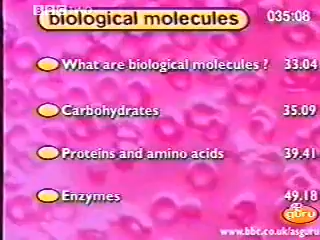 BBC TWO
biological molecules 035:08
What are biological molecules ? 33.04
Carbohydrates 35.09
Proteins and amino acids 39.41
Enzymes 49.18
guru
www.bbc.co.uk/asguru